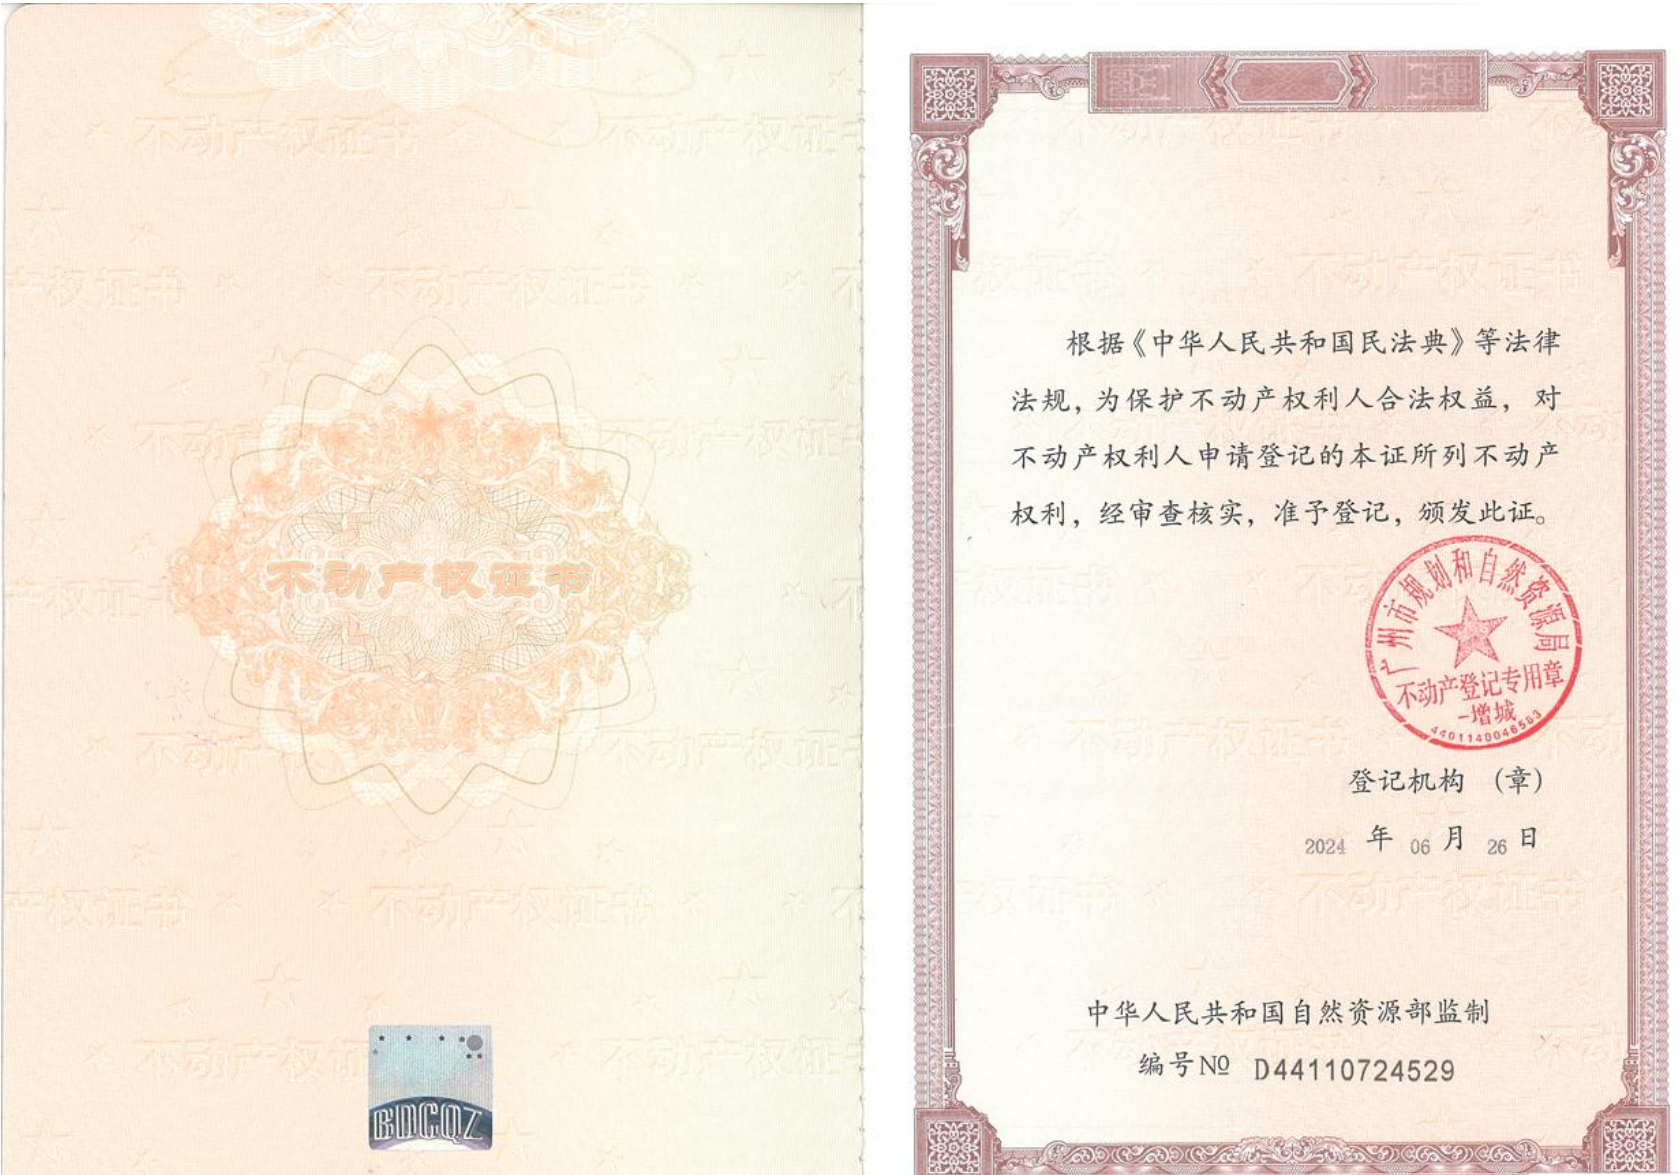 不动产权证书
BDCQZ
根据《中华人民共和国民法典》等法律
法规，为保护不动产权利人合法权益，对
不动产权利人申请登记的本证所列不动产
权利，经审查核实，准予登记，颁发此证。
广州市规划和自然资源局
不动产登记专用章
-增城
4401140046583
登记机构 （章）
2024 年 06 月 26 日
中华人民共和国自然资源部监制
编号№ D44110724529